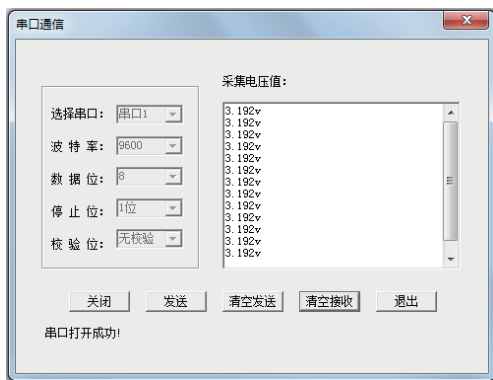 串口通信
采集电压值：
选择串口： 串口1
波 特 率： 9600
数 据 位： 8
停 止 位： 1位
校 验 位： 无校验
3.192v
3.192v
3.192v
3.192v
3.192v
3.192v
3.192v
3.192v
3.192v
3.192v
3.192v
3.192v
3.192v
关闭 发送 清空发送 清空接收 退出
串口打开成功!